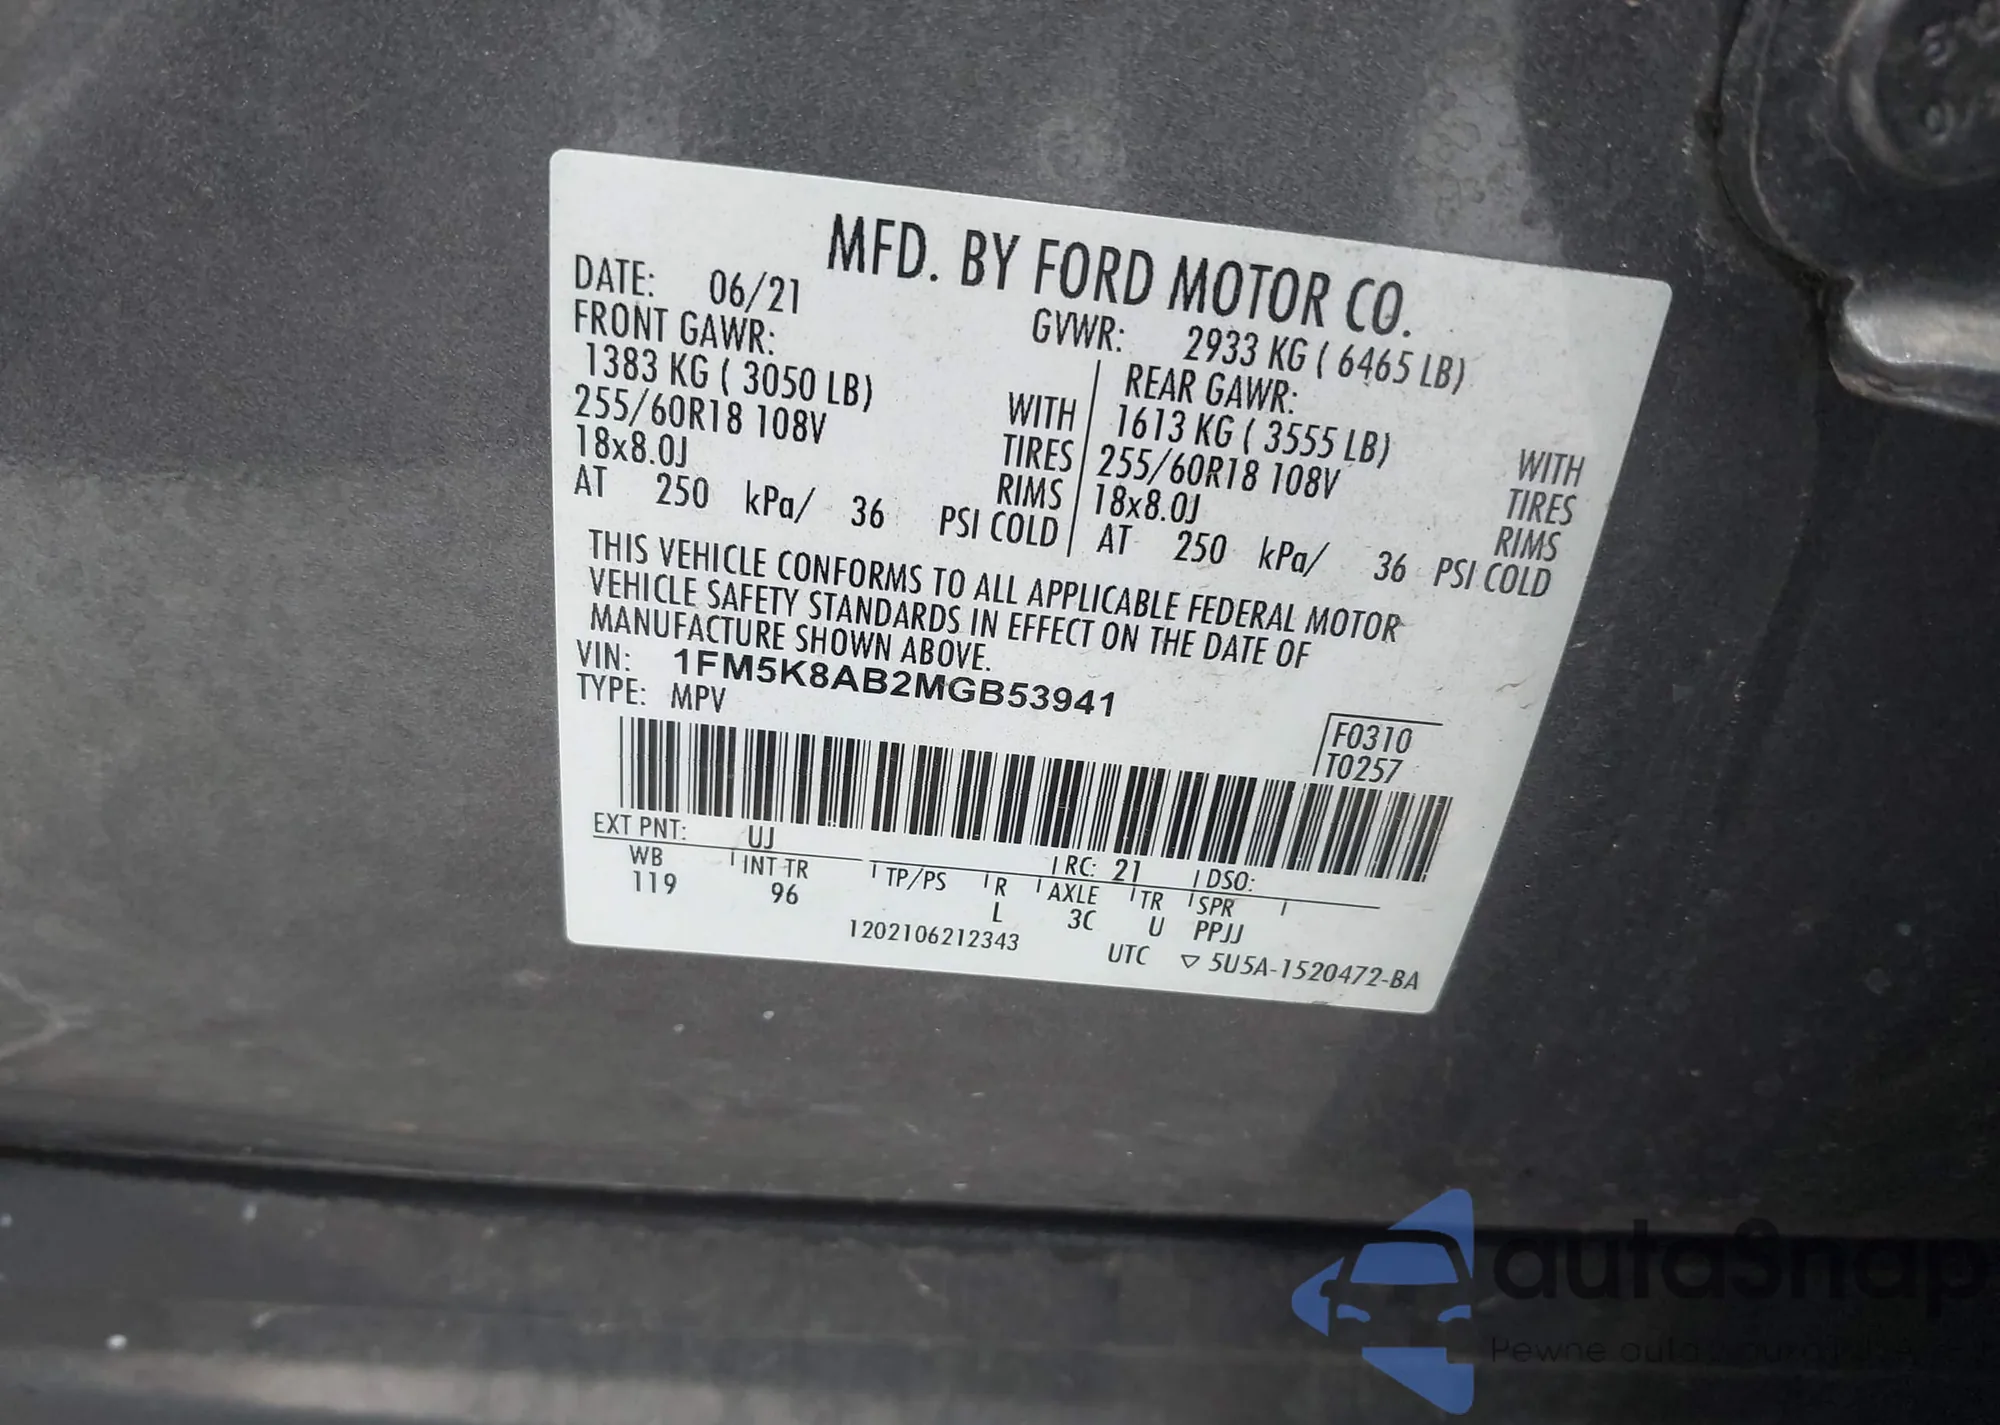 MFD. BY FORD MOTOR CO.
DATE: 06/21
GVWR: 2933 KG ( 6465 LB)
FRONT GAWR:
1383 KG ( 3050 LB) WITH
255/60R18 108V TIRES
18x8.0J RIMS
AT 250 kPa/ 36 PSI COLD
REAR GAWR:
1613 KG ( 3555 LB) WITH
255/60R18 108V TIRES
18x8.0J RIMS
AT 250 kPa/ 36 PSI COLD
THIS VEHICLE CONFORMS TO ALL APPLICABLE FEDERAL MOTOR
VEHICLE SAFETY STANDARDS IN EFFECT ON THE DATE OF
MANUFACTURE SHOWN ABOVE.
VIN: 1FM5K8AB2MGB53941
TYPE: MPV
F0310
T0257
EXT PNT: UJ RC: 21 DSO:
WB INT TR TP/PS R AXLE TR SPR
119 96 L 3C U PPJJ
1202106212343 UTC ▽ 5U5A-1520472-BA
autaSnap
Pewne auta